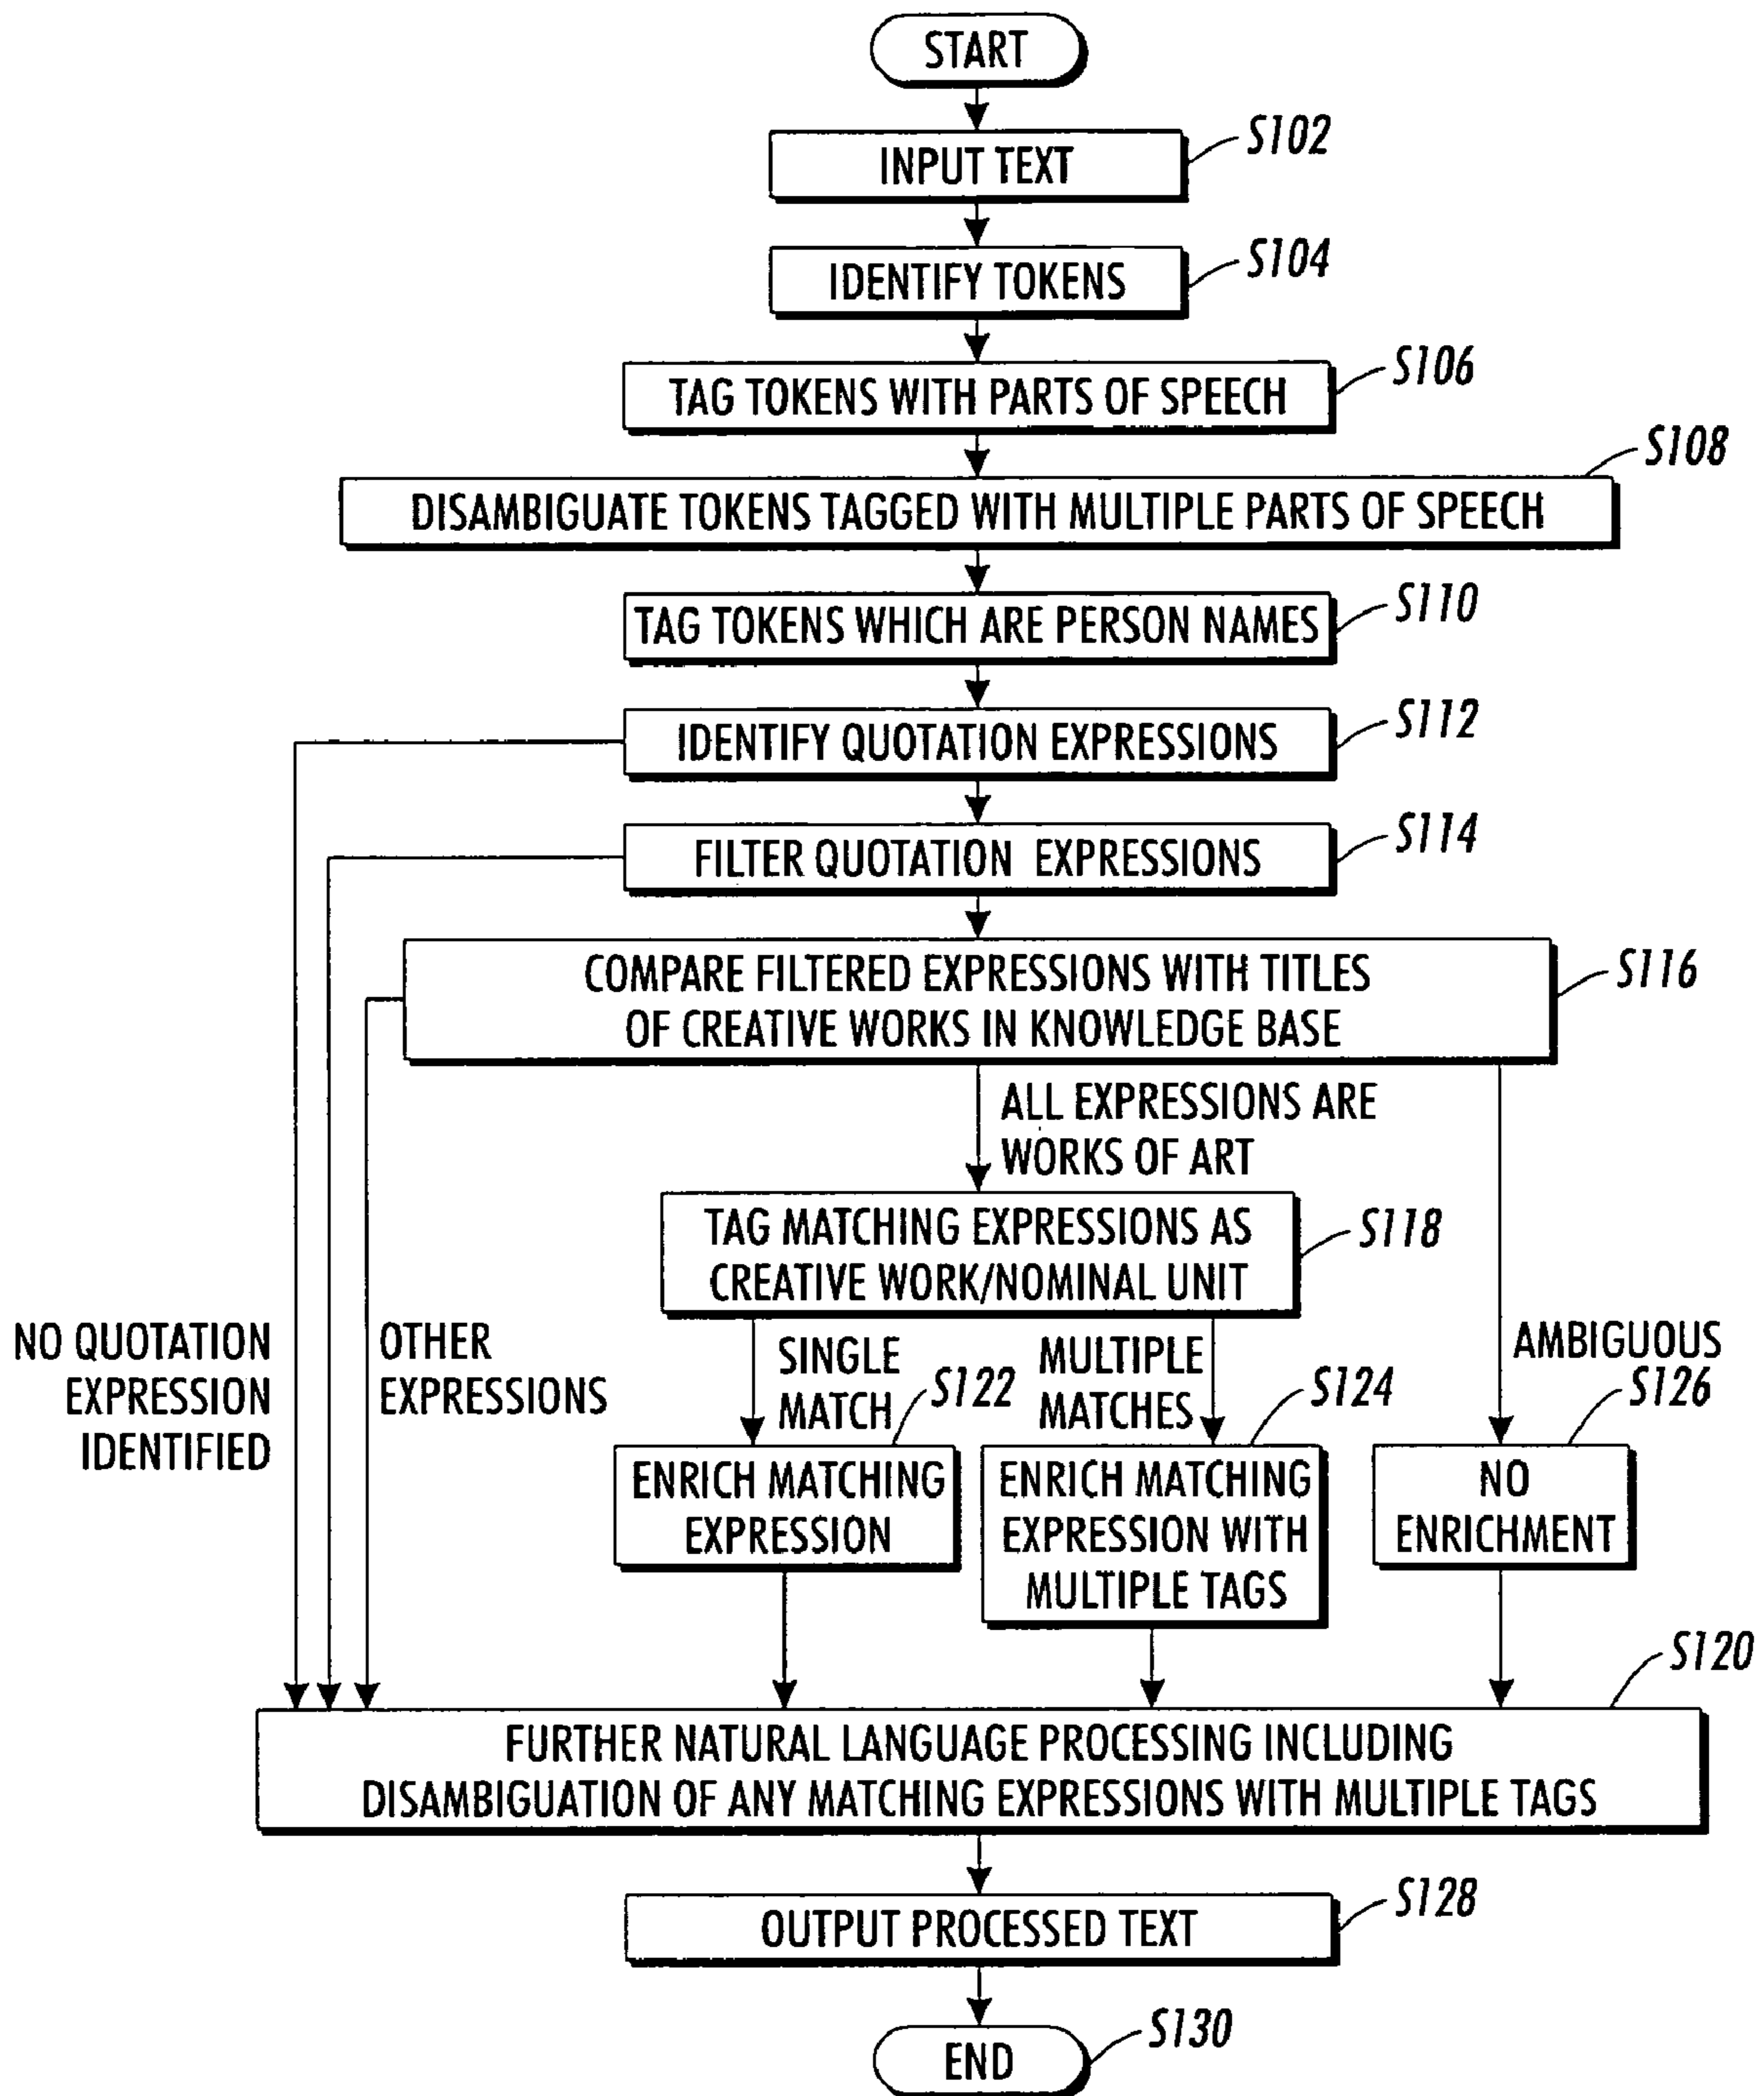 START
S102
INPUT TEXT
S104
IDENTIFY TOKENS
S106
TAG TOKENS WITH PARTS OF SPEECH
S108
DISAMBIGUATE TOKENS TAGGED WITH MULTIPLE PARTS OF SPEECH
S110
TAG TOKENS WHICH ARE PERSON NAMES
S112
IDENTIFY QUOTATION EXPRESSIONS
S114
FILTER QUOTATION EXPRESSIONS
S116
COMPARE FILTERED EXPRESSIONS WITH TITLES
OF CREATIVE WORKS IN KNOWLEDGE BASE
ALL EXPRESSIONS ARE
WORKS OF ART
S118
TAG MATCHING EXPRESSIONS AS
CREATIVE WORK/NOMINAL UNIT
NO QUOTATION
EXPRESSION
IDENTIFIED
OTHER
EXPRESSIONS
SINGLE
MATCH
S122
MULTIPLE
MATCHES
S124
AMBIGUOUS
S126
ENRICH MATCHING
EXPRESSION
ENRICH MATCHING
EXPRESSION WITH
MULTIPLE TAGS
NO
ENRICHMENT
S120
FURTHER NATURAL LANGUAGE PROCESSING INCLUDING
DISAMBIGUATION OF ANY MATCHING EXPRESSIONS WITH MULTIPLE TAGS
S128
OUTPUT PROCESSED TEXT
S130
END